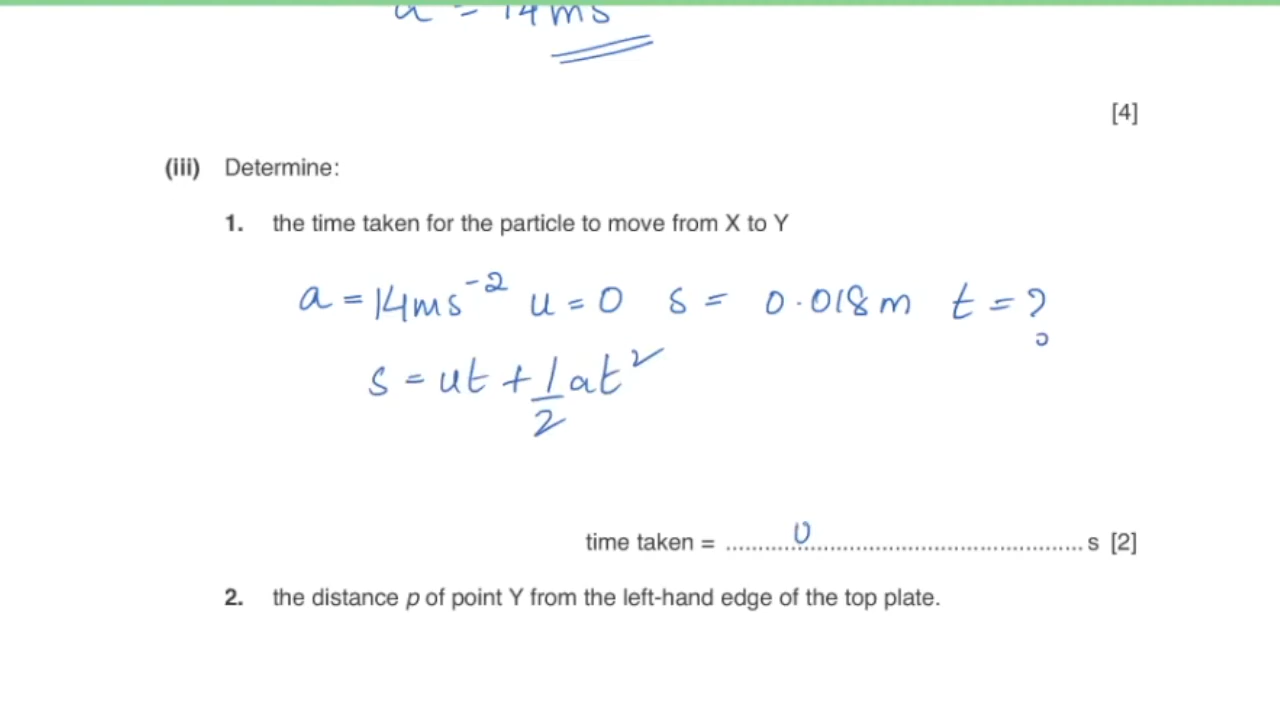 a = 14ms
[4]
(iii) Determine:
1. the time taken for the particle to move from X to Y
a = 14ms⁻² u = 0 s = 0.018m t = ?
s = ut + 1/2 at²
time taken = ........0........ s [2]
2. the distance p of point Y from the left-hand edge of the top plate.